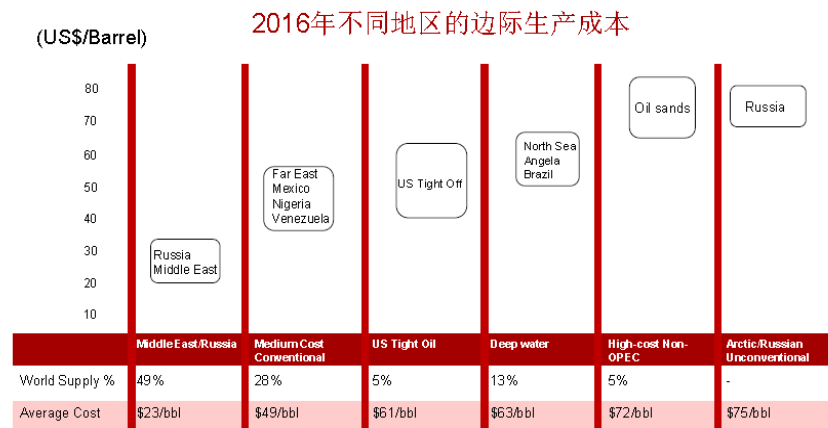 2016年不同地区的边际生产成本
(US$/Barrel)
80
70
60
50
40
30
20
10
Russia
Middle East
Far East
Mexico
Nigeria
Venezuela
US Tight Off
North Sea
Angela
Brazil
Oil sands
Russia
Middle East/Russia
Medium Cost
Conventional
US Tight Oil
Deep water
High-cost Non-
OPEC
Arctic/Russian
Unconventional
World Supply % 49% 28% 5% 13% 5% -
Average Cost $23/bbl $49/bbl $61/bbl $63/bbl $72/bbl $75/bbl